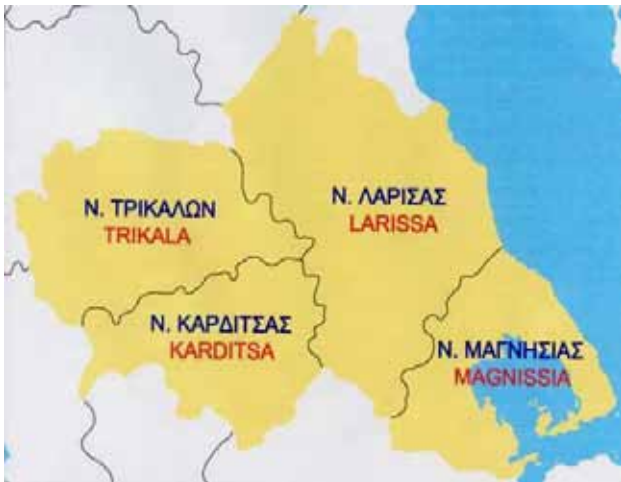 Ν. ΤΡΙΚΑΛΩΝ
TRIKALA
Ν. ΛΑΡΙΣΑΣ
LARISSA
Ν. ΚΑΡΔΙΤΣΑΣ
KARDITSA
Ν. ΜΑΓΝΗΣΙΑΣ
MAGNISSIA